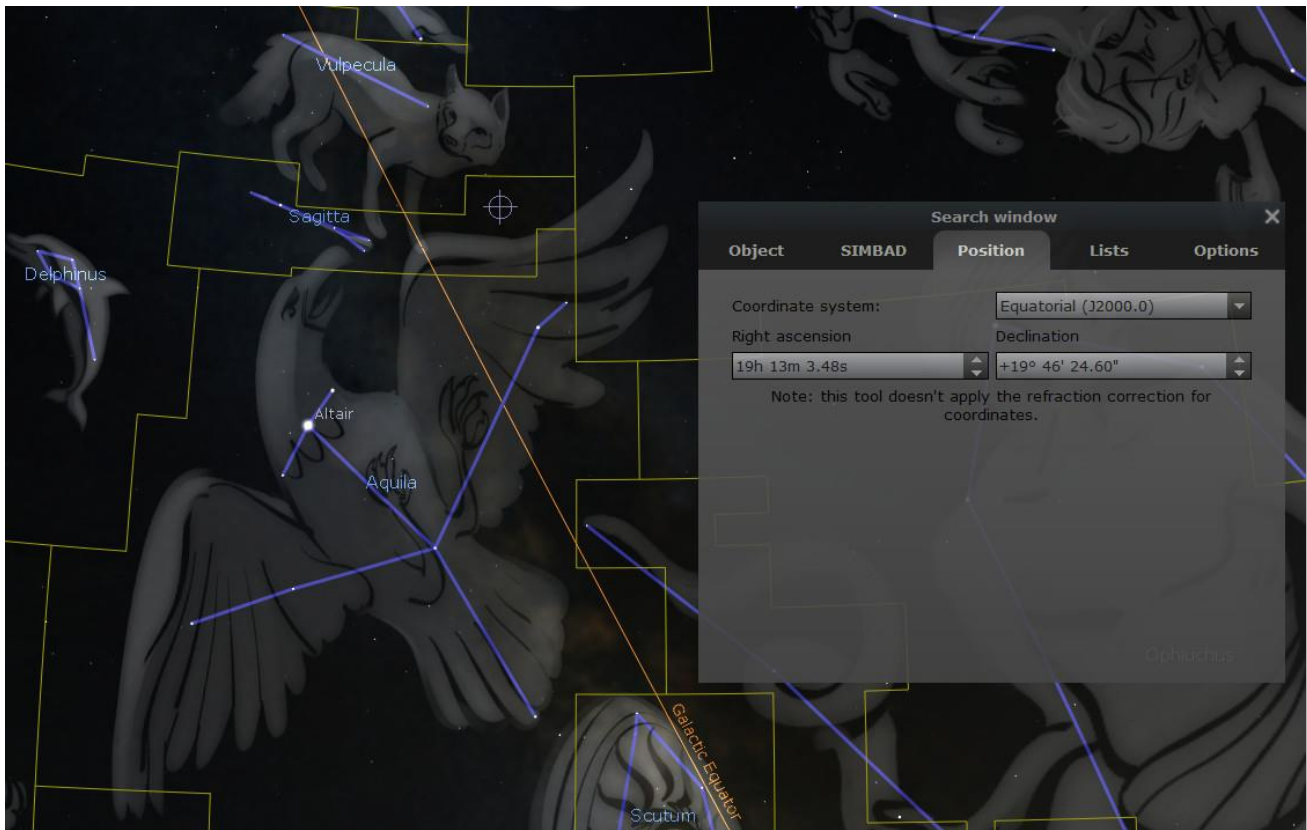 Vulpecula
Sagitta
Delphinus
Altair
Aquila
Galactic Equator
Scutum
Search window
Object SIMBAD Position Lists Options
Coordinate system: Equatorial (J2000.0)
Right ascension Declination
19h 13m 3.48s +19° 46' 24.60"
Note: this tool doesn't apply the refraction correction for
coordinates.
Ophiuchus